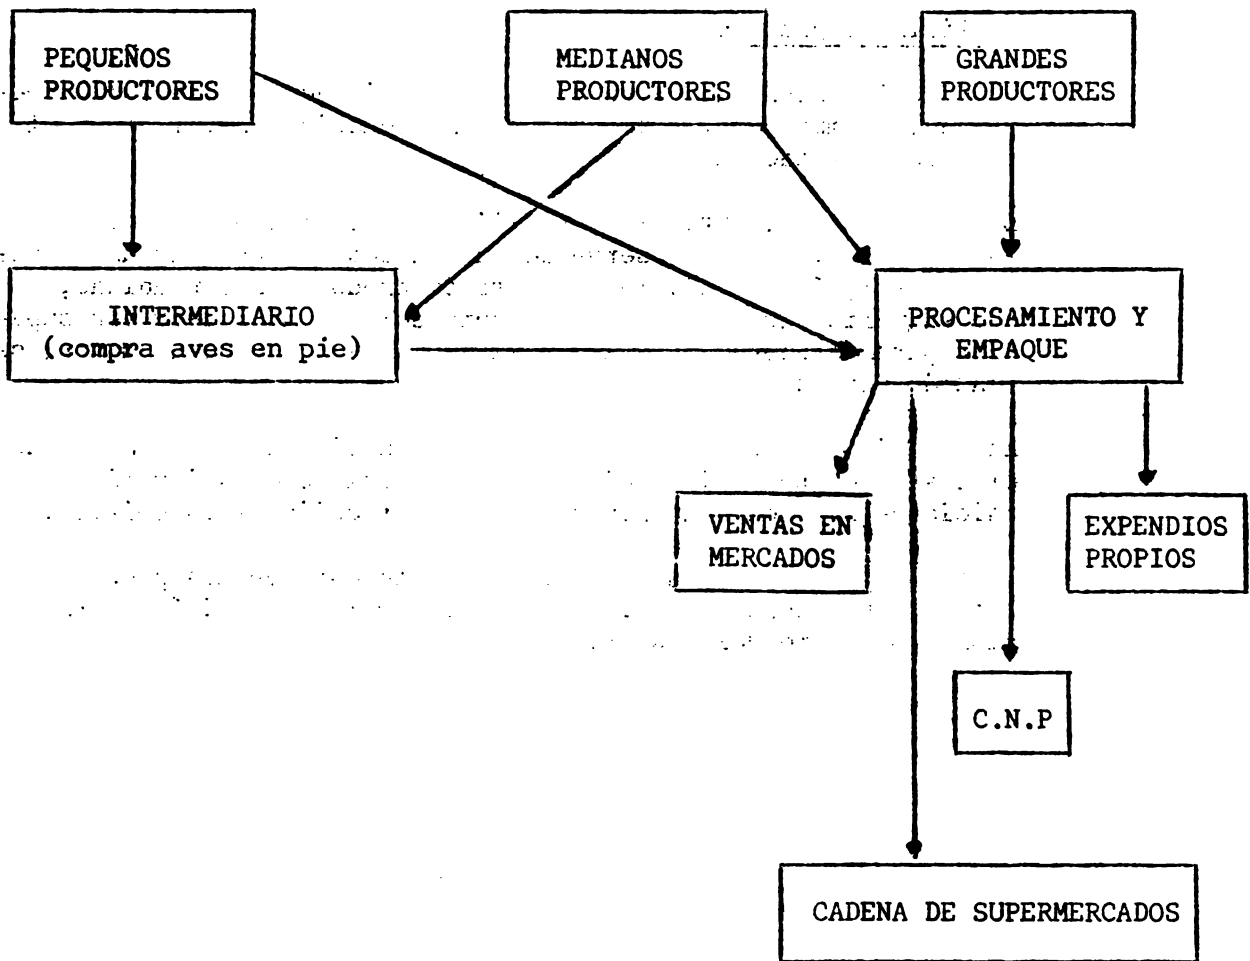 PEQUEÑOS
PRODUCTORES
MEDIANOS
PRODUCTORES
GRANDES
PRODUCTORES
INTERMEDIARIO
(compra aves en pie)
PROCESAMIENTO Y
EMPAQUE
VENTAS EN
MERCADOS
EXPENDIOS
PROPIOS
C.N.P
CADENA DE SUPERMERCADOS